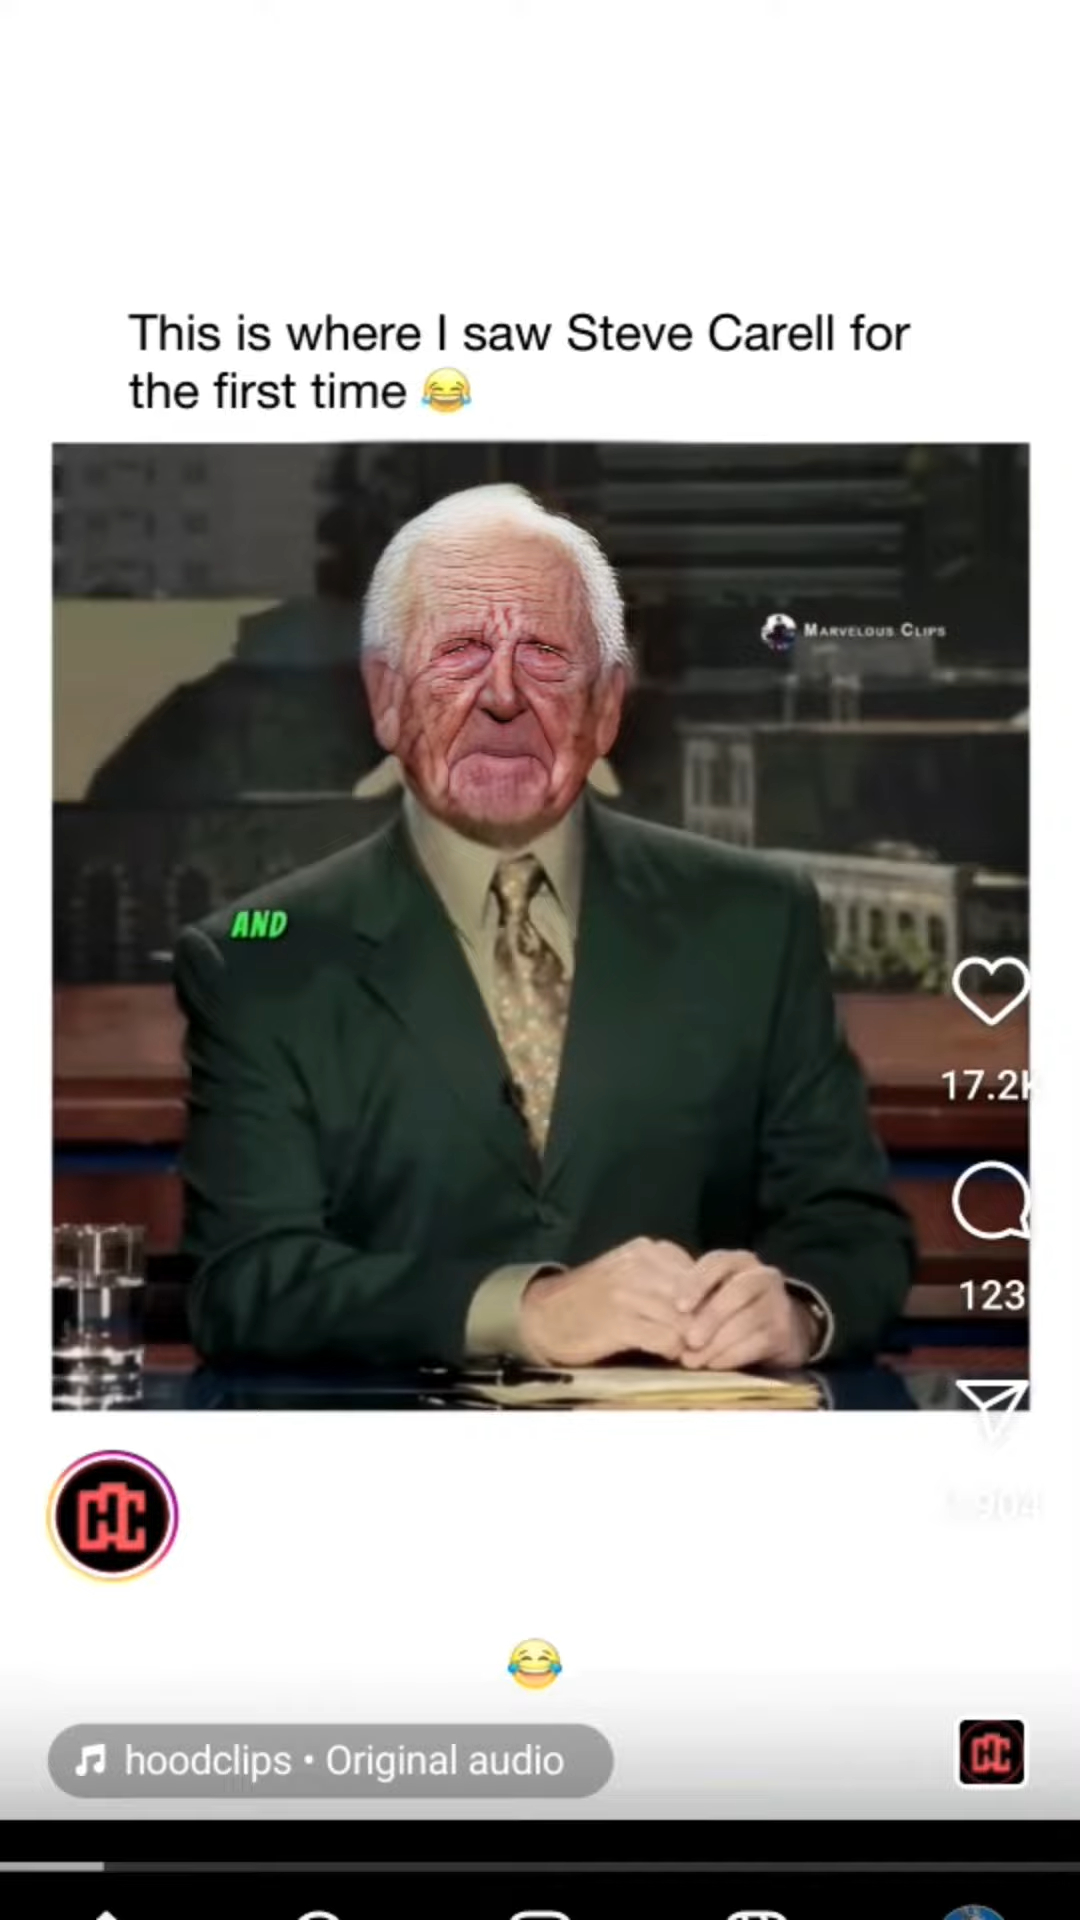 This is where I saw Steve Carell for
the first time 😂
MARVELOUS CLIPS
AND
17.2K
123
hoodclips • Original audio